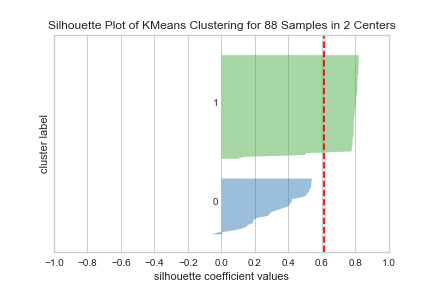 Silhouette Plot of KMeans Clustering for 88 Samples in 2 Centers
cluster label
1
0
−1.0 −0.8 −0.6 −0.4 −0.2 0.0 0.2 0.4 0.6 0.8 1.0
silhouette coefficient values